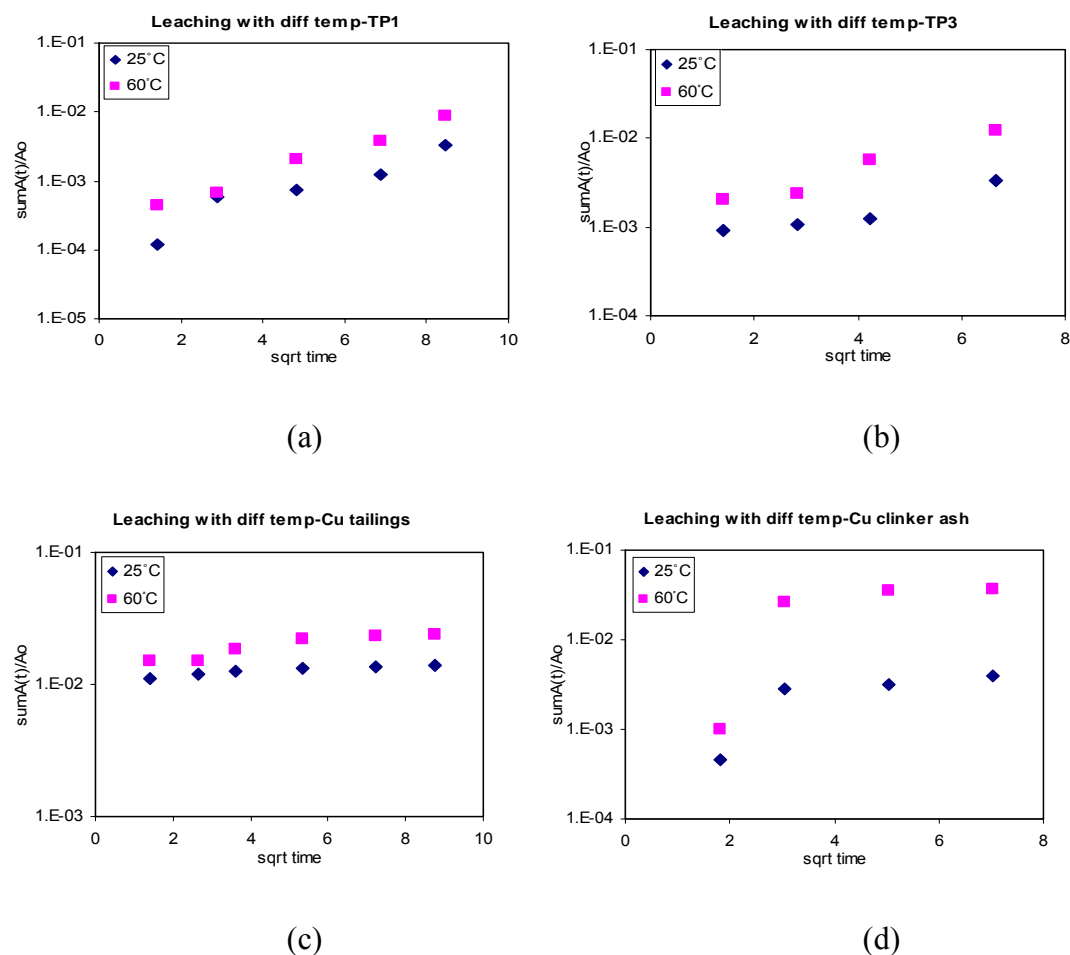 Leaching with diff temp-TP1
1.E-01
25°C
60°C
1.E-02
1.E-03
1.E-04
1.E-05
sumA(t)/Ao
0 2 4 6 8 10
sqrt time
(a)
Leaching with diff temp-TP3
1.E-01
25°C
60°C
1.E-02
1.E-03
1.E-04
sumA(t)/Ao
0 2 4 6 8
sqrt time
(b)
Leaching with diff temp-Cu tailings
1.E-01
25°C
60°C
1.E-02
1.E-03
sumA(t)/Ao
0 2 4 6 8 10
sqrt time
(c)
Leaching with diff temp-Cu clinker ash
1.E-01
25°C
60°C
1.E-02
1.E-03
1.E-04
sumA(t)/Ao
0 2 4 6 8
sqrt time
(d)